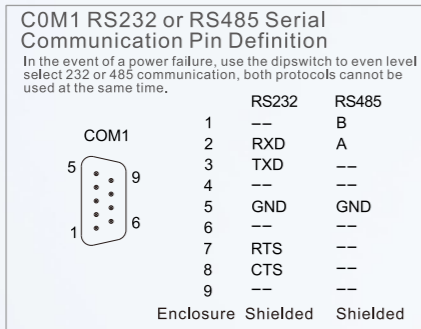 C0M1 RS232 or RS485 Serial
Communication Pin Definition
In the event of a power failure, use the dipswitch to even level
select 232 or 485 communication, both protocols cannot be
used at the same time.
RS232 RS485
1 -- B
2 RXD A
COM1
3 TXD --
5
9
4 -- --
5 GND GND
6 -- --
1
6
7 RTS --
8 CTS --
9 -- --
Enclosure Shielded Shielded